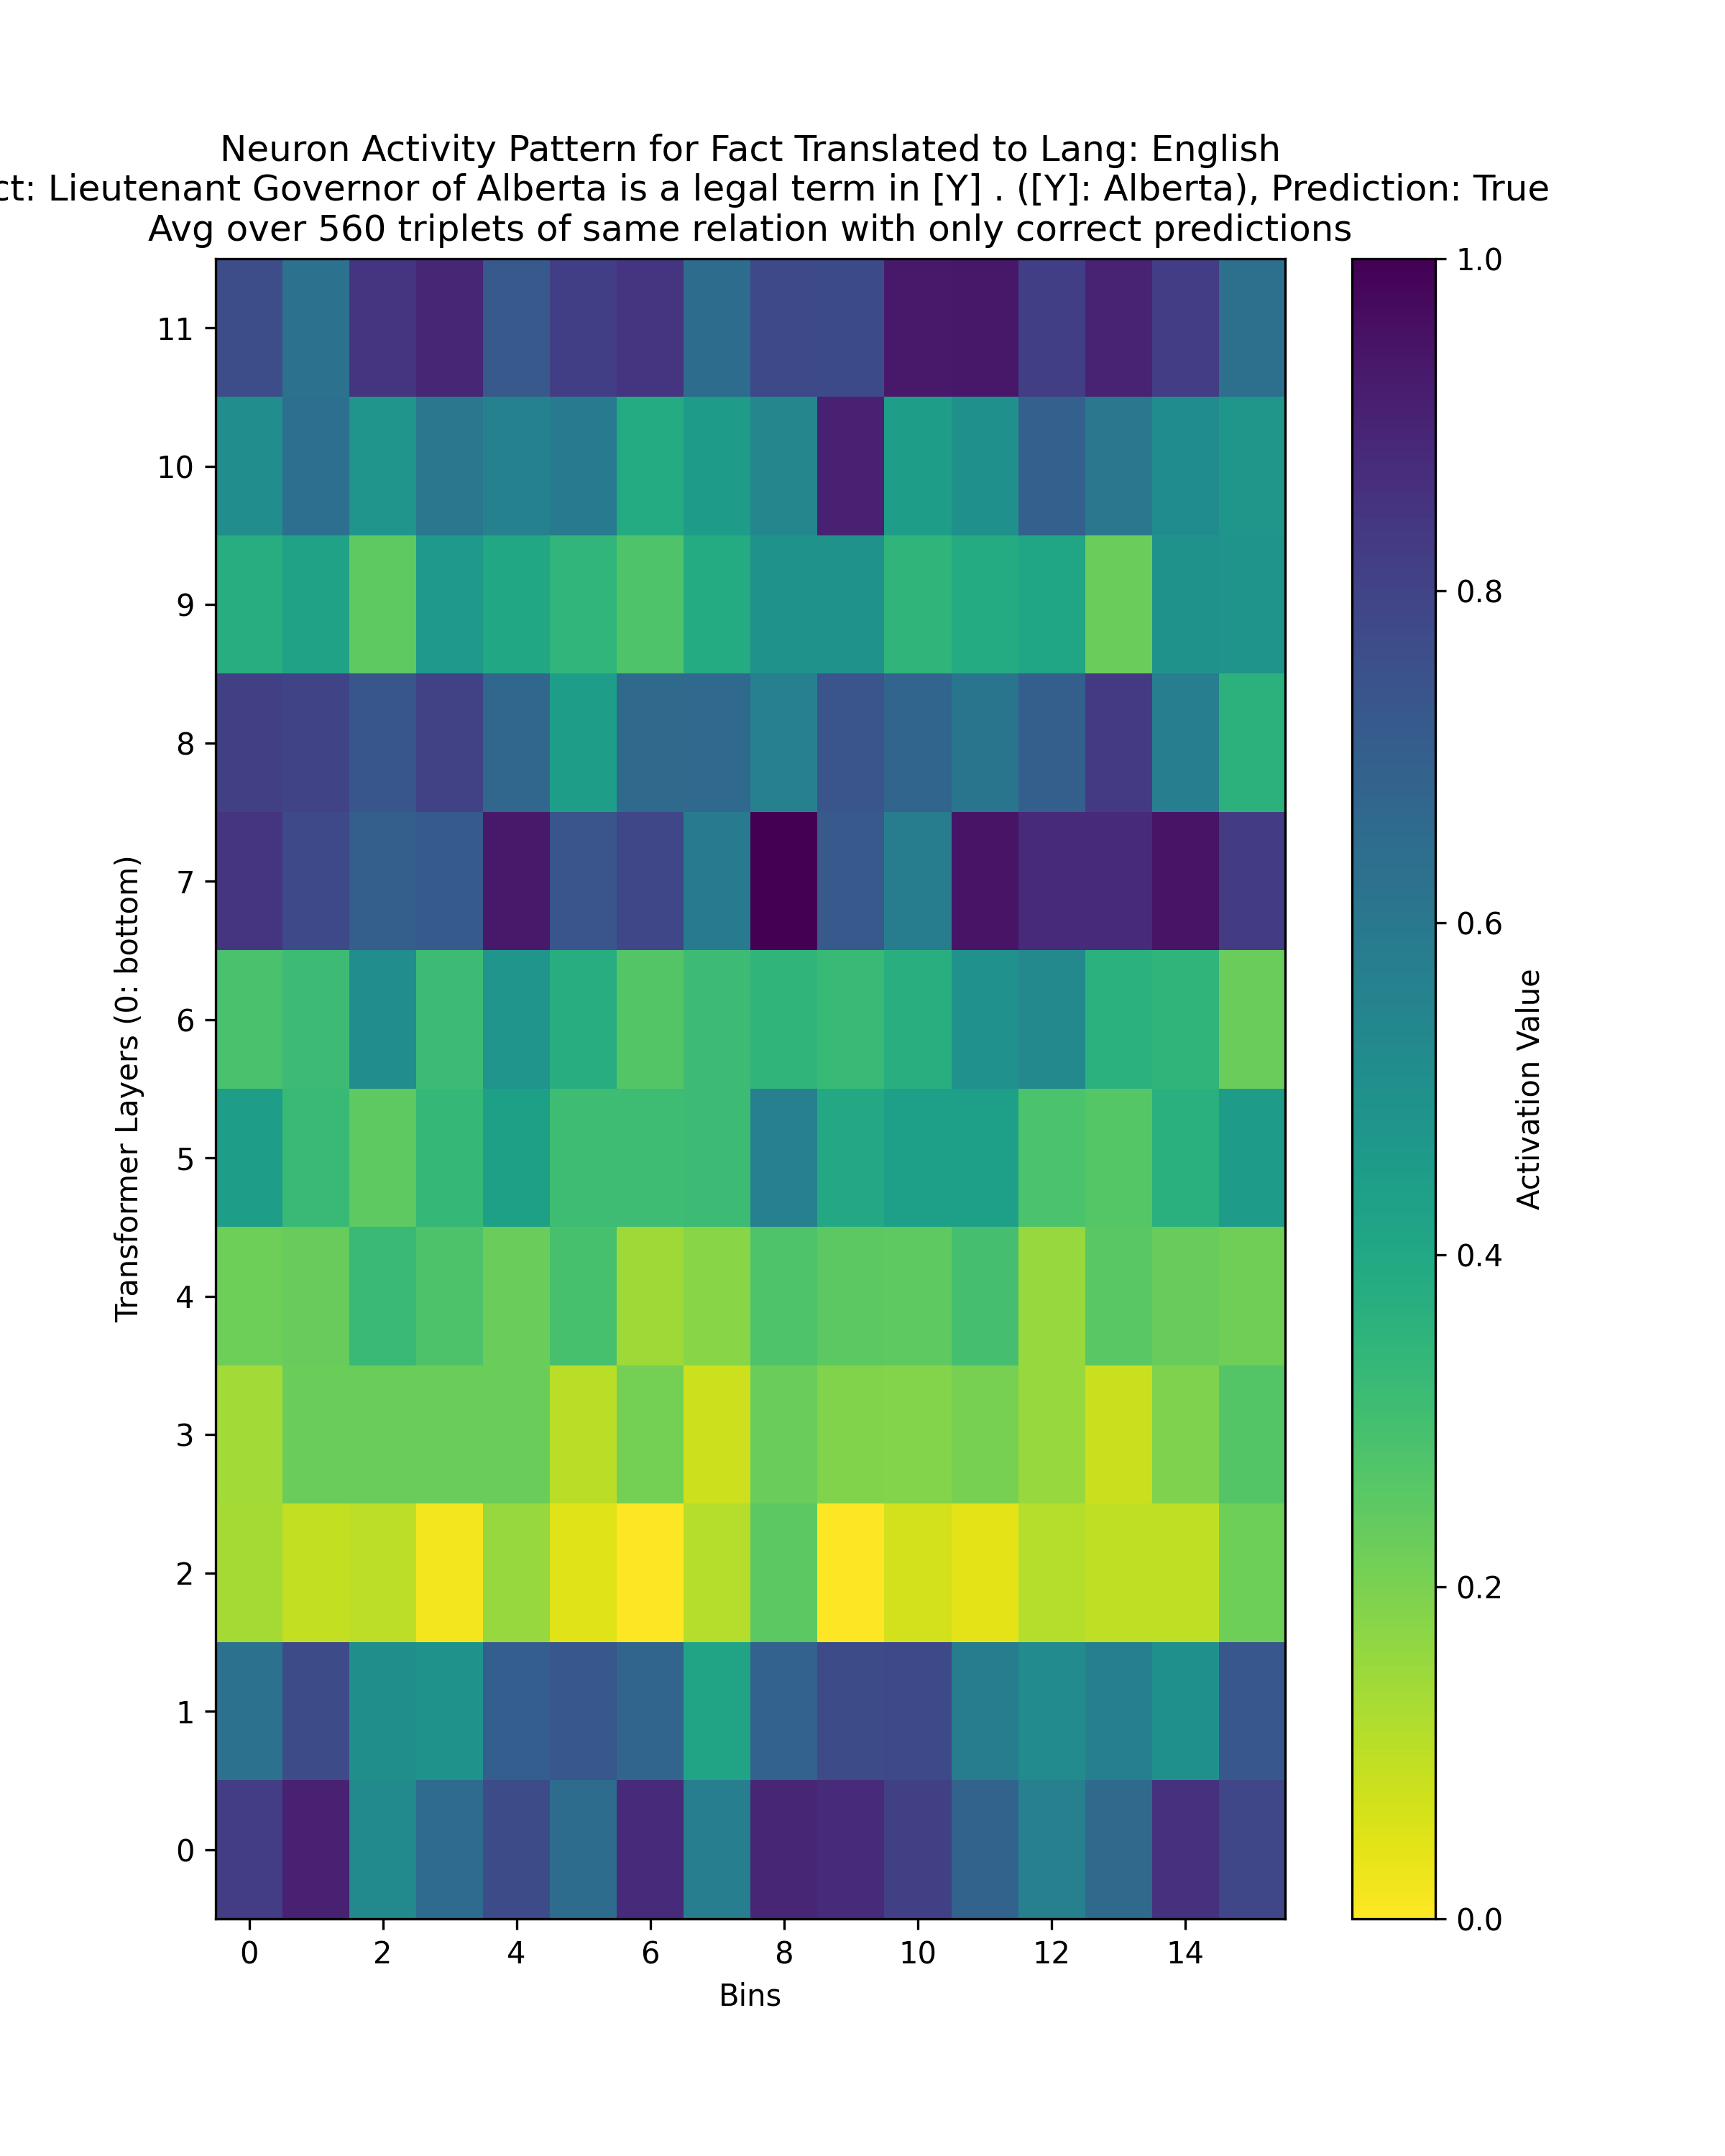 Neuron Activity Pattern for Fact Translated to Lang: English
ct: Lieutenant Governor of Alberta is a legal term in [Y] . ([Y]: Alberta), Prediction: True
Avg over 560 triplets of same relation with only correct predictions
Transformer Layers (0: bottom)
11
10
9
8
7
6
5
4
3
2
1
0
0 2 4 6 8 10 12 14
Bins
1.0
0.8
0.6
0.4
0.2
0.0
Activation Value